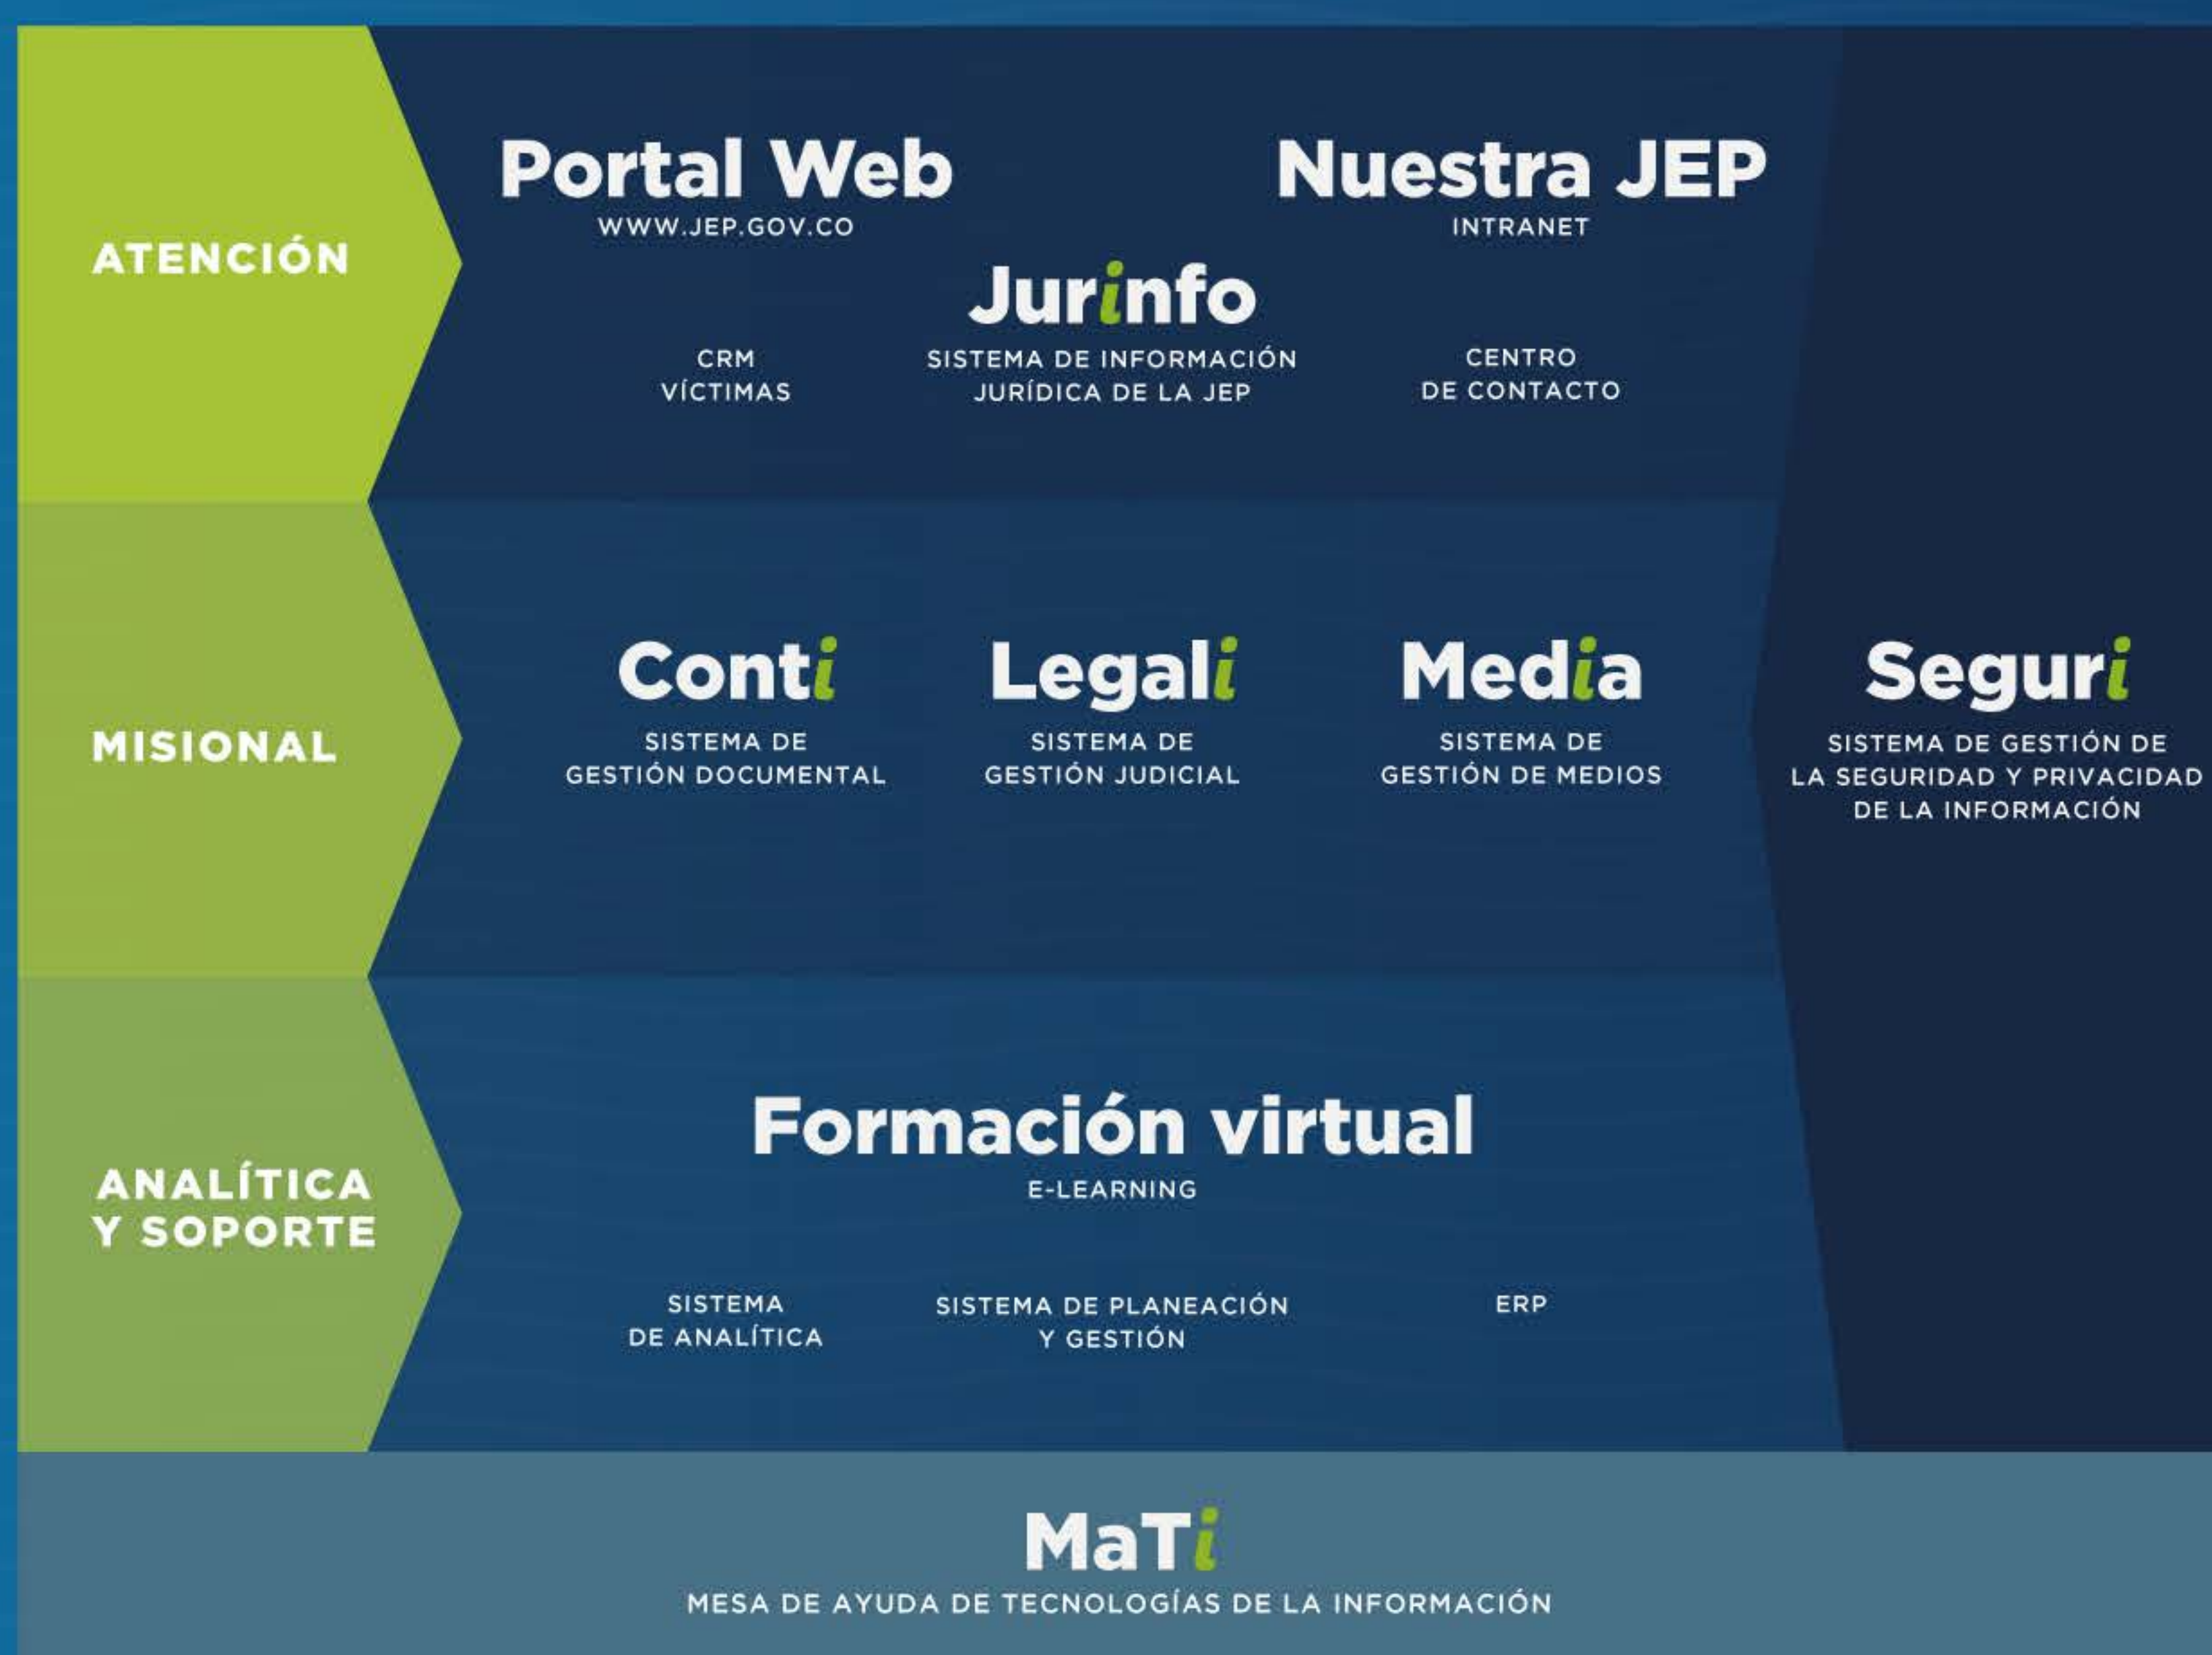 ATENCIÓN
Portal Web
WWW.JEP.GOV.CO
Nuestra JEP
INTRANET
Jurinfo
CRM
VÍCTIMAS
SISTEMA DE INFORMACIÓN
JURÍDICA DE LA JEP
CENTRO
DE CONTACTO
MISIONAL
Conti
SISTEMA DE
GESTIÓN DOCUMENTAL
Legali
SISTEMA DE
GESTIÓN JUDICIAL
Media
SISTEMA DE
GESTIÓN DE MEDIOS
Seguri
SISTEMA DE GESTIÓN DE
LA SEGURIDAD Y PRIVACIDAD
DE LA INFORMACIÓN
ANALÍTICA
Y SOPORTE
Formación virtual
E-LEARNING
SISTEMA
DE ANALÍTICA
SISTEMA DE PLANEACIÓN
Y GESTIÓN
ERP
MaTi
MESA DE AYUDA DE TECNOLOGÍAS DE LA INFORMACIÓN